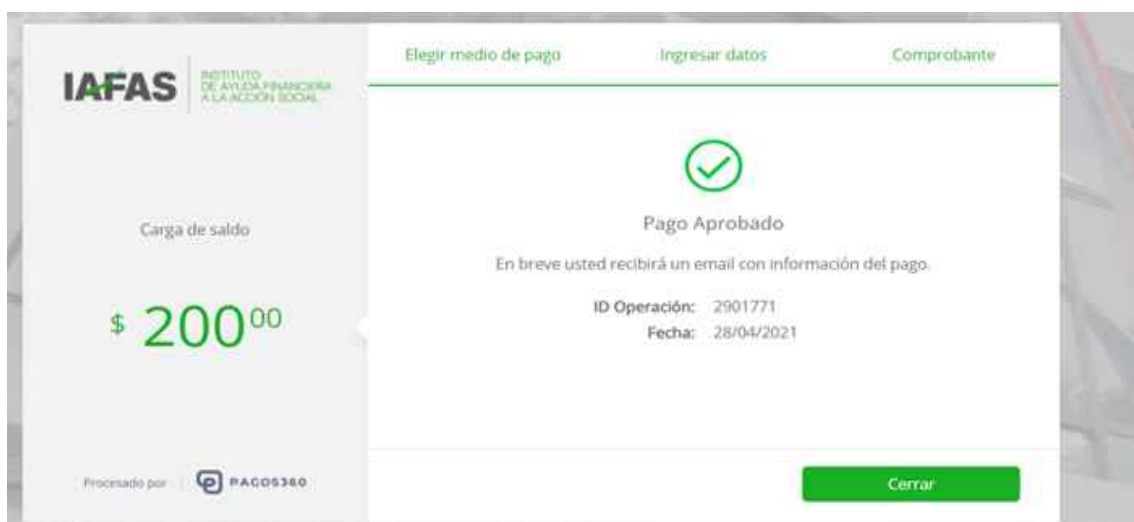 IAFAS
INSTITUTO
DE AYUDA FINANCIERA
A LA ACCIÓN SOCIAL
Carga de saldo
$ 200 00
Procesado por
PAGOS360
Elegir medio de pago
Ingresar datos
Comprobante
Pago Aprobado
En breve usted recibirá un email con información del pago.
ID Operación: 2901771
Fecha: 28/04/2021
Cerrar